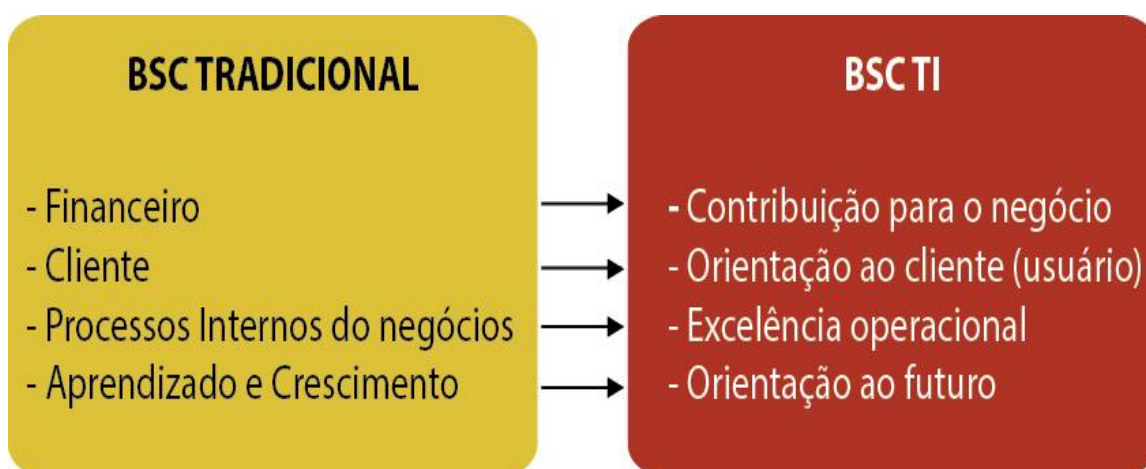 BSC TRADICIONAL
- Financeiro
- Cliente
- Processos Internos do negócios
- Aprendizado e Crescimento
BSC TI
- Contribuição para o negócio
- Orientação ao cliente (usuário)
- Excelência operacional
- Orientação ao futuro